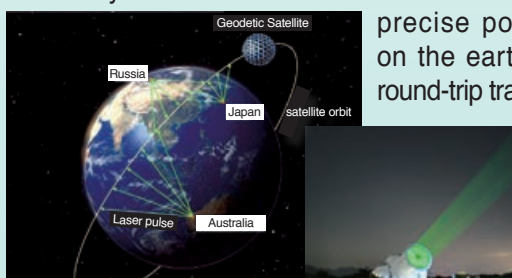 precise po
on the eart
round-trip tra
Geodetic Satellite
Russia
Japan
satellite orbit
Laser pulse
Australia